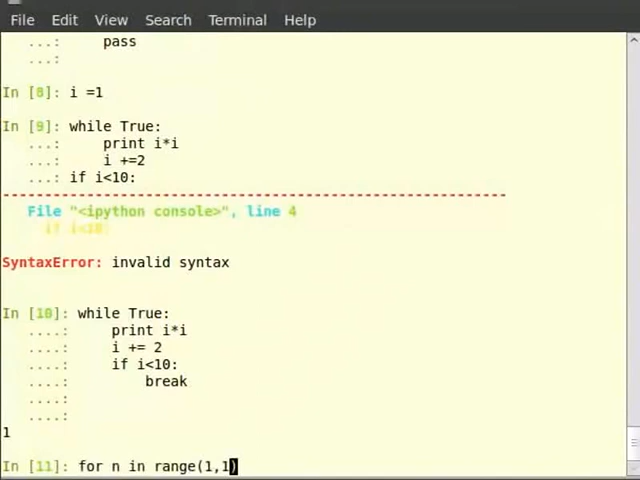 File Edit View Search Terminal Help
...: pass
...:
In [8]: i =1
In [9]: while True:
...: print i*i
...: i +=2
...: if i<10:
------------------------------------------------------------
File "<ipython console>", line 4
if i<10:
SyntaxError: invalid syntax
In [10]: while True:
....: print i*i
....: i += 2
....: if i<10:
....: break
....:
....:
1
In [11]: for n in range(1,1)